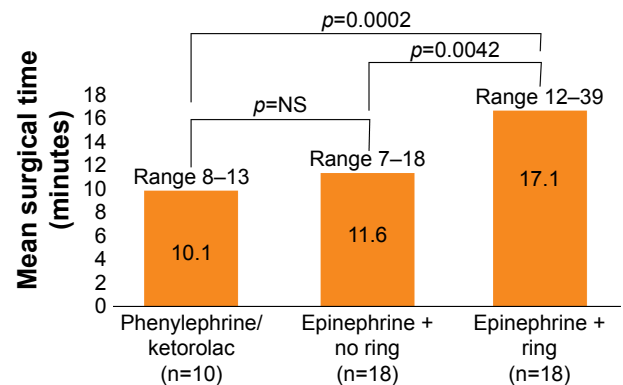 p=0.0002
p=0.0042
p=NS
Range 12–39
Range 7–18
Range 8–13
Mean surgical time
(minutes)
18
16
14
12
10
8
6
4
2
0
10.1
11.6
17.1
Phenylephrine/
ketorolac
(n=10)
Epinephrine +
no ring
(n=18)
Epinephrine +
ring
(n=18)